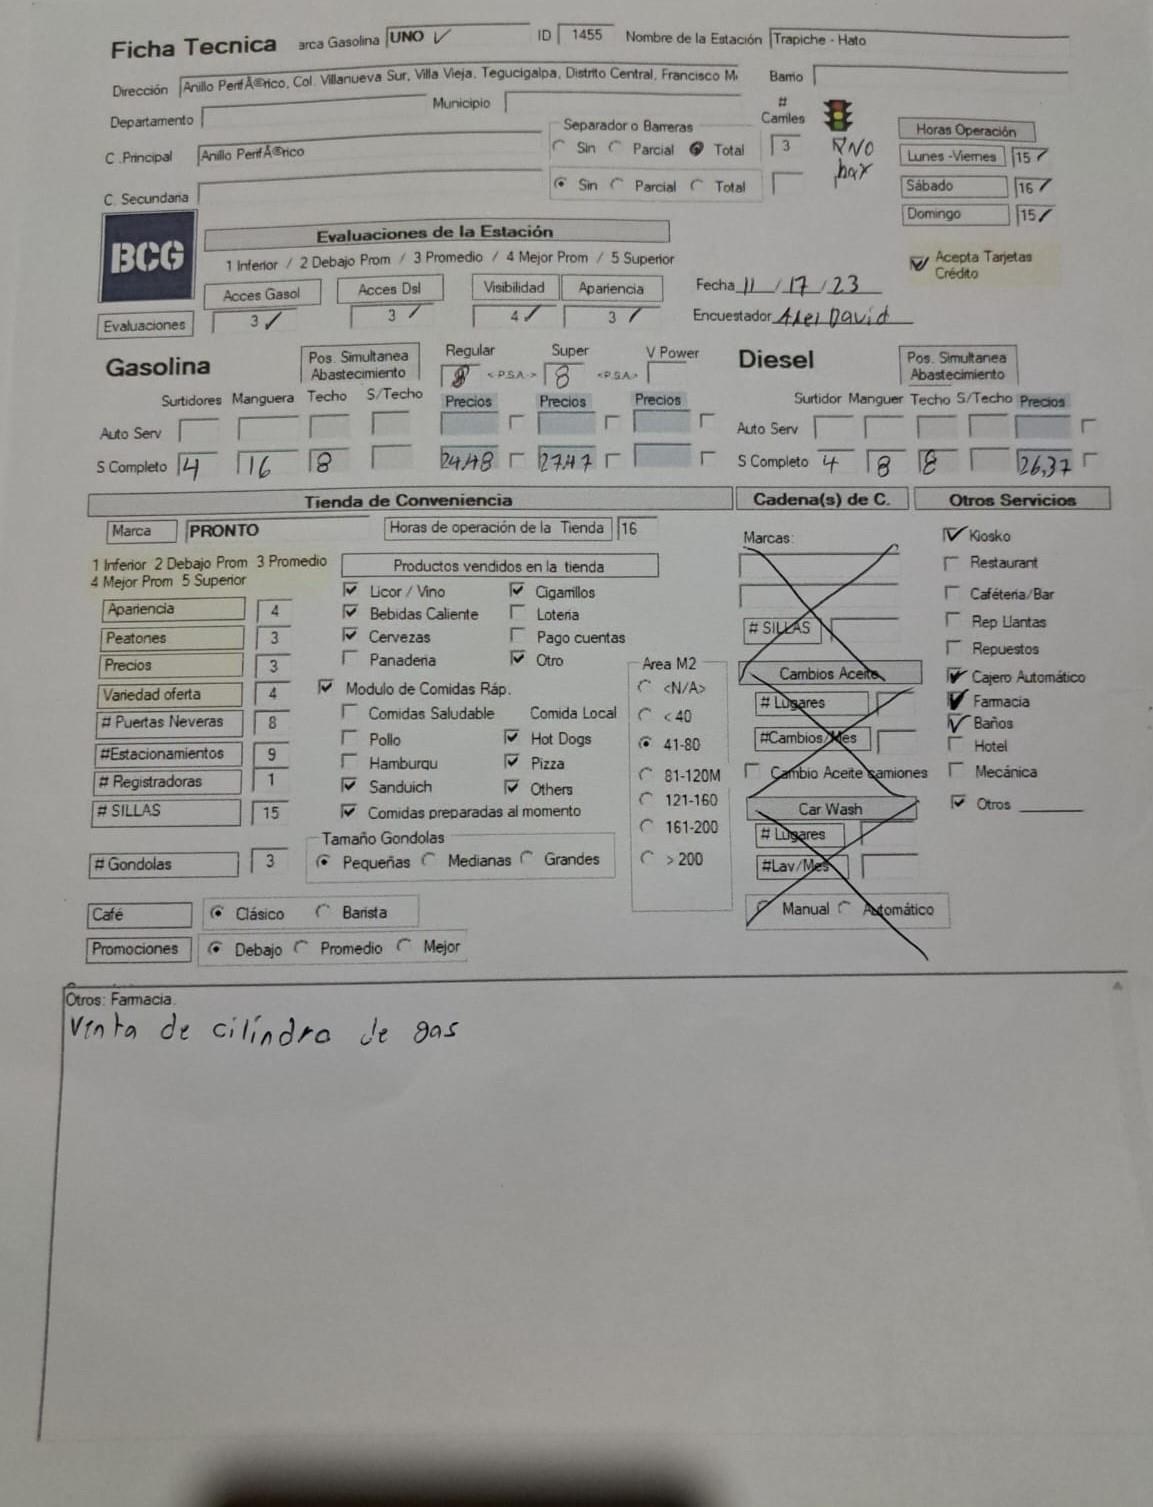 Ficha Tecnica arca Gasolina UNO ✓ ID 1455 Nombre de la Estación Trapiche - Hato
Dirección Anillo PerifÃ©rico, Col. Villanueva Sur, Villa Vieja, Tegucigalpa, Distrito Central, Francisco M Barrio
Departamento Municipio # Carriles
C .Principal Anillo PerifÃ©rico Separador o Barreras Sin Parcial Total 3
C. Secundaria Sin Parcial Total
Horas Operación
Lunes -Viernes 15
Sábado 16
Domingo 15
BCG
Evaluaciones de la Estación
1 Inferior / 2 Debajo Prom / 3 Promedio / 4 Mejor Prom / 5 Superior
Acepta Tarjetas Crédito
Acces Gasol Acces Dsl Visibilidad Apariencia
Evaluaciones 3 ✓ 3 ✓ 4 ✓ 3 ✓
Fecha 11 / 17 / 23
Encuestador David
Gasolina Pos. Simultanea Abastecimiento Regular 8 <P.S.A.> Super 8 <P.S.A.> V Power
Surtidores Manguera Techo S/Techo Precios Precios Precios
Auto Serv
S Completo 4 16 8 24,48 27,47
Diesel Pos. Simultanea Abastecimiento
Surtidor Manguer Techo S/Techo Precios
Auto Serv
S Completo 4 8 8 26,37
Tienda de Conveniencia
Marca PRONTO Horas de operación de la Tienda 16
1 Inferior 2 Debajo Prom 3 Promedio
4 Mejor Prom 5 Superior
Apariencia 4
Peatones 3
Precios 3
Variedad oferta 4
# Puertas Neveras 8
#Estacionamientos 9
# Registradoras 1
# SILLAS 15
# Gondolas 3
Productos vendidos en la tienda
Licor / Vino Cigarrillos
Bebidas Caliente Loteria
Cervezas Pago cuentas
Panaderia Otro
Modulo de Comidas Ráp.
Comidas Saludable Comida Local
Pollo Hot Dogs
Hamburqu Pizza
Sanduich Others
Comidas preparadas al momento
Tamaño Gondolas
Pequeñas Medianas Grandes
Area M2
<N/A>
< 40
41-80
81-120M
121-160
161-200
> 200
Café Clásico Barista
Promociones Debajo Promedio Mejor
Cadena(s) de C.
Marcas:
# SILLAS
Cambios Aceite
# Lugares
#Cambios/Mes
Cambio Aceite camiones
Car Wash
# Lugares
#Lav/Mes
Manual Automático
Otros Servicios
Kiosko
Restaurant
Caféteria/Bar
Rep Llantas
Repuestos
Cajero Automático
Farmacia
Baños
Hotel
Mecánica
Otros
Otros: Farmacia.
Vinta de cilindro de gas